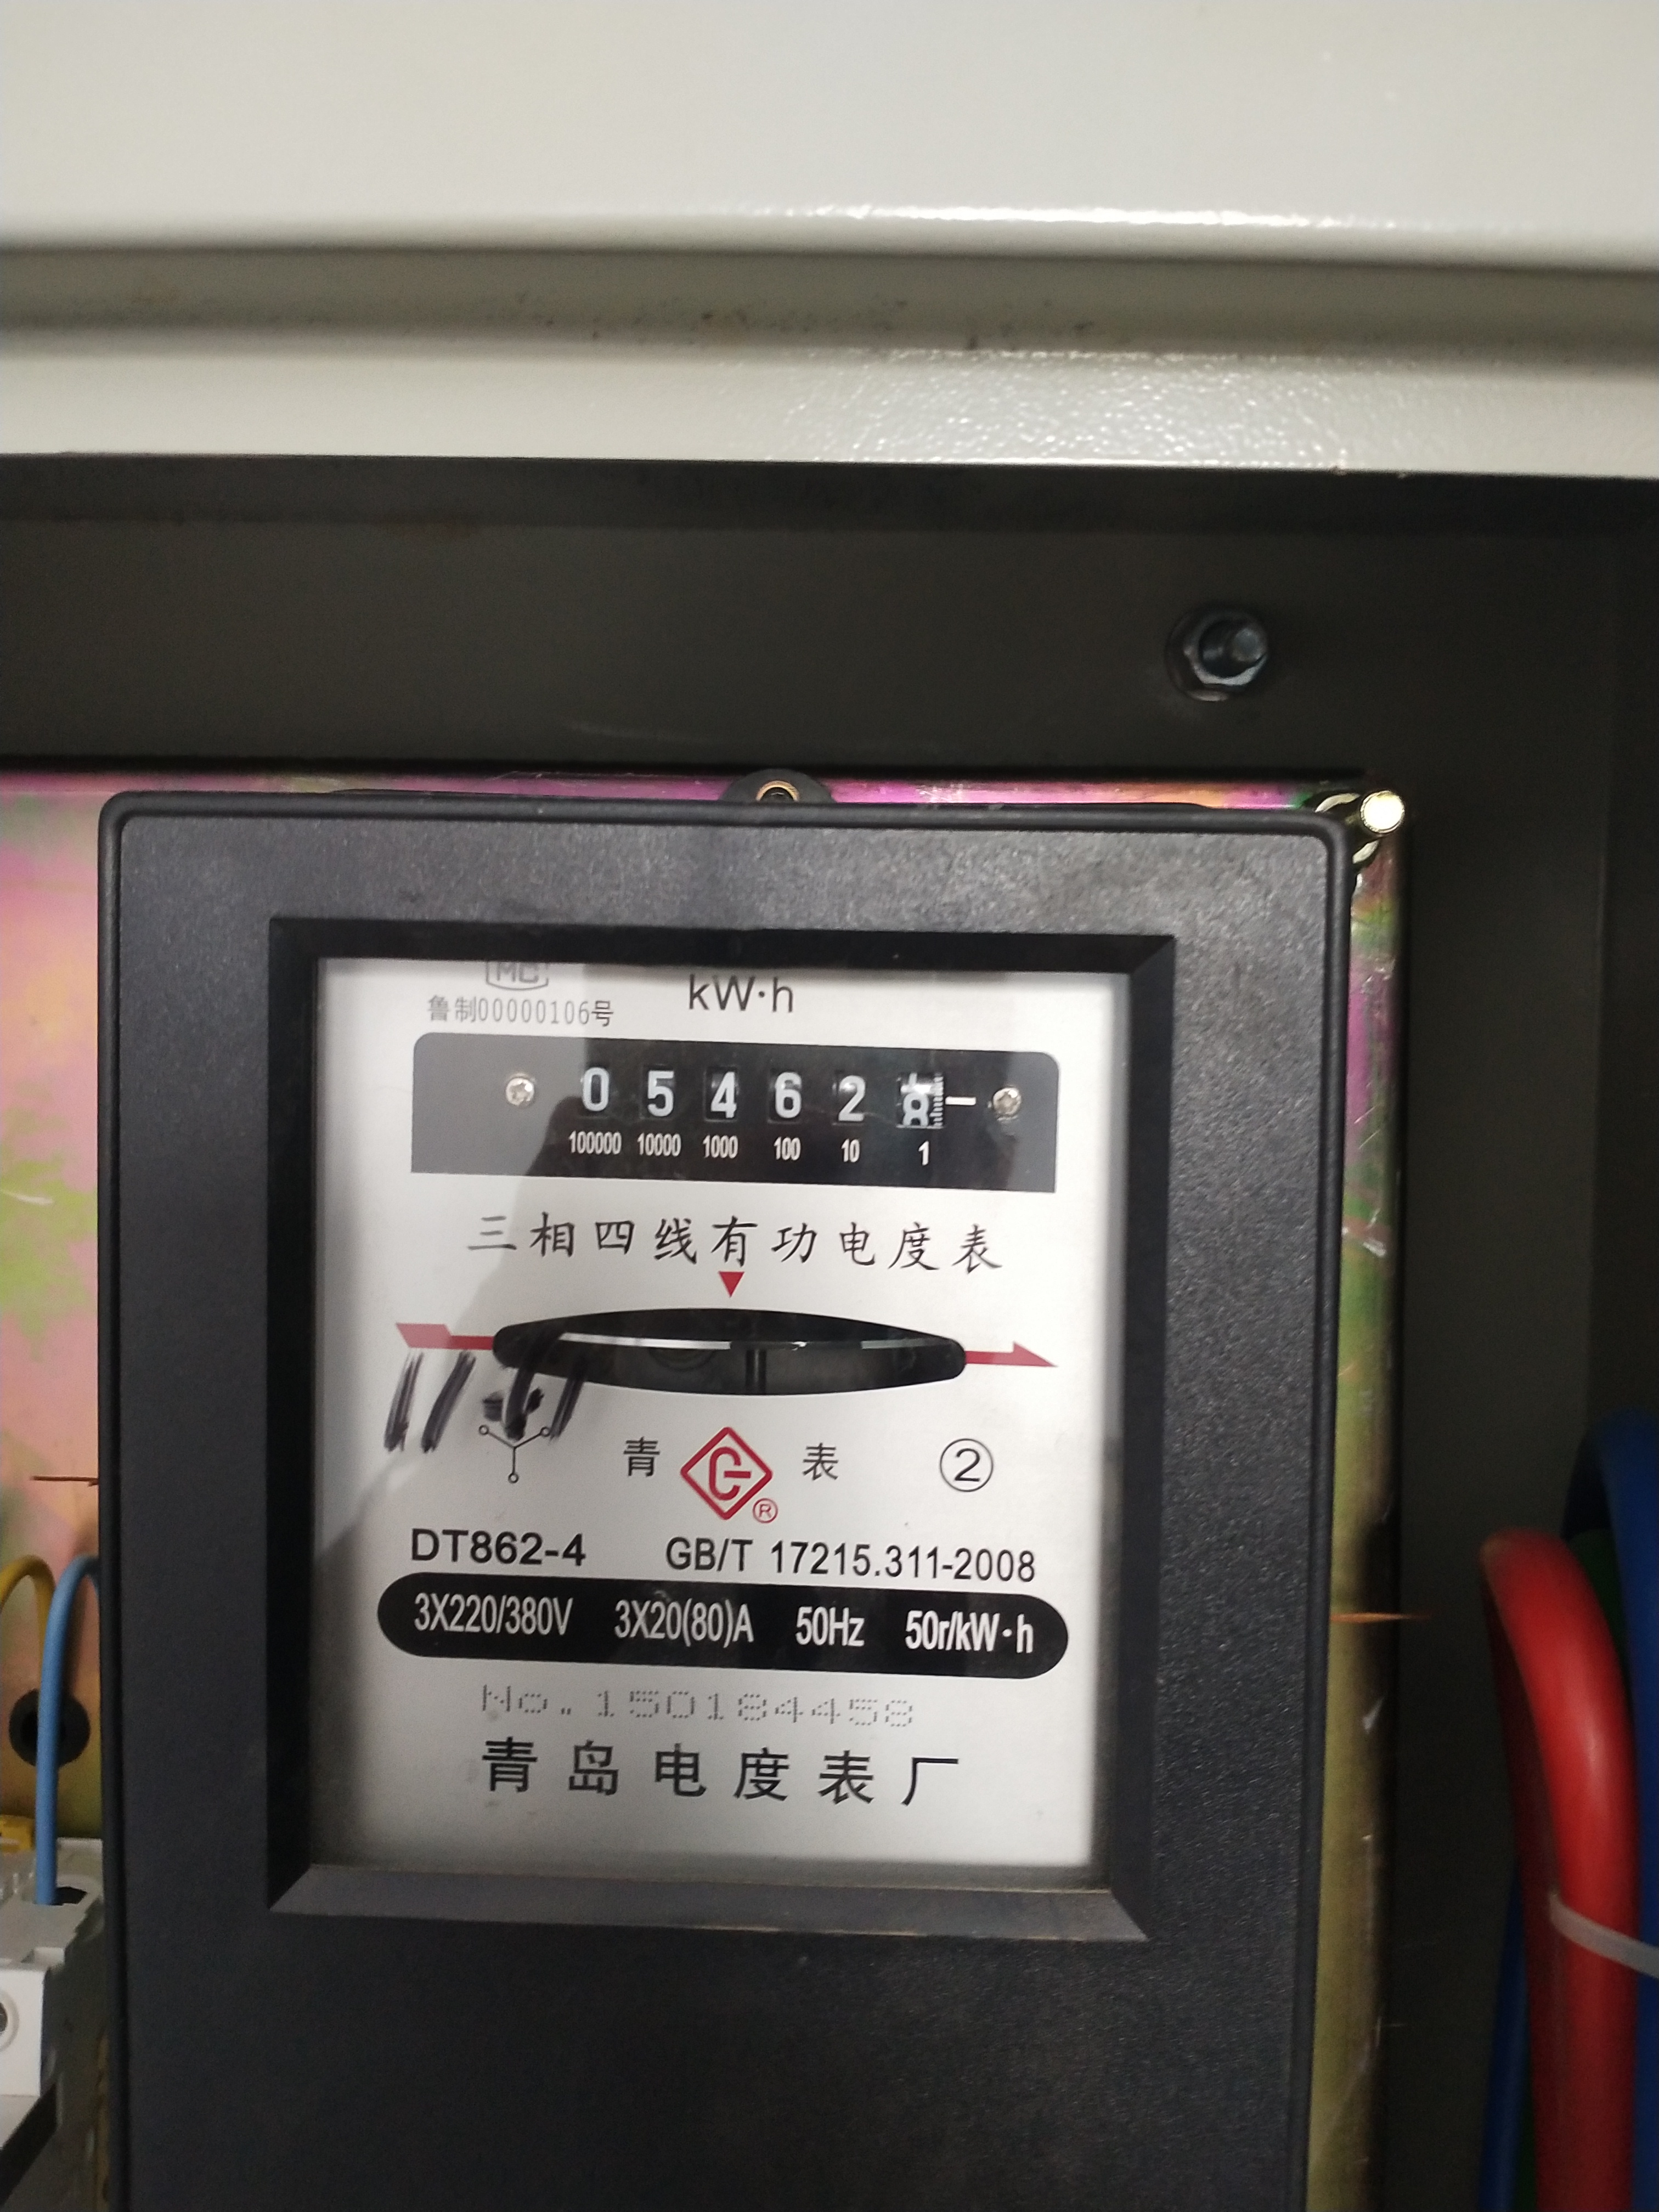 MC
鲁制00000106号
kW·h
0 5 4 6 2 8
100000 10000 1000 100 10 1
三相四线有功电度表
11.01
青 表 ②
®
DT862-4 GB/T 17215.311-2008
3X220/380V 3X20(80)A 50Hz 50r/kW·h
No.150184458
青岛电度表厂